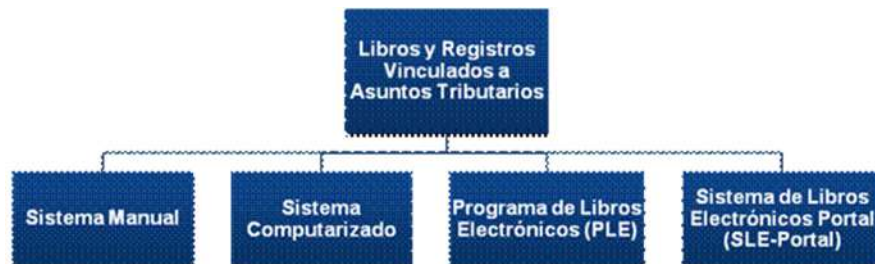 Libros y Registros
Vinculados a
Asuntos Tributarios
Sistema Manual
Sistema
Computarizado
Programa de Libros
Electrónicos (PLE)
Sistema de Libros
Electrónicos Portal
(SLE-Portal)